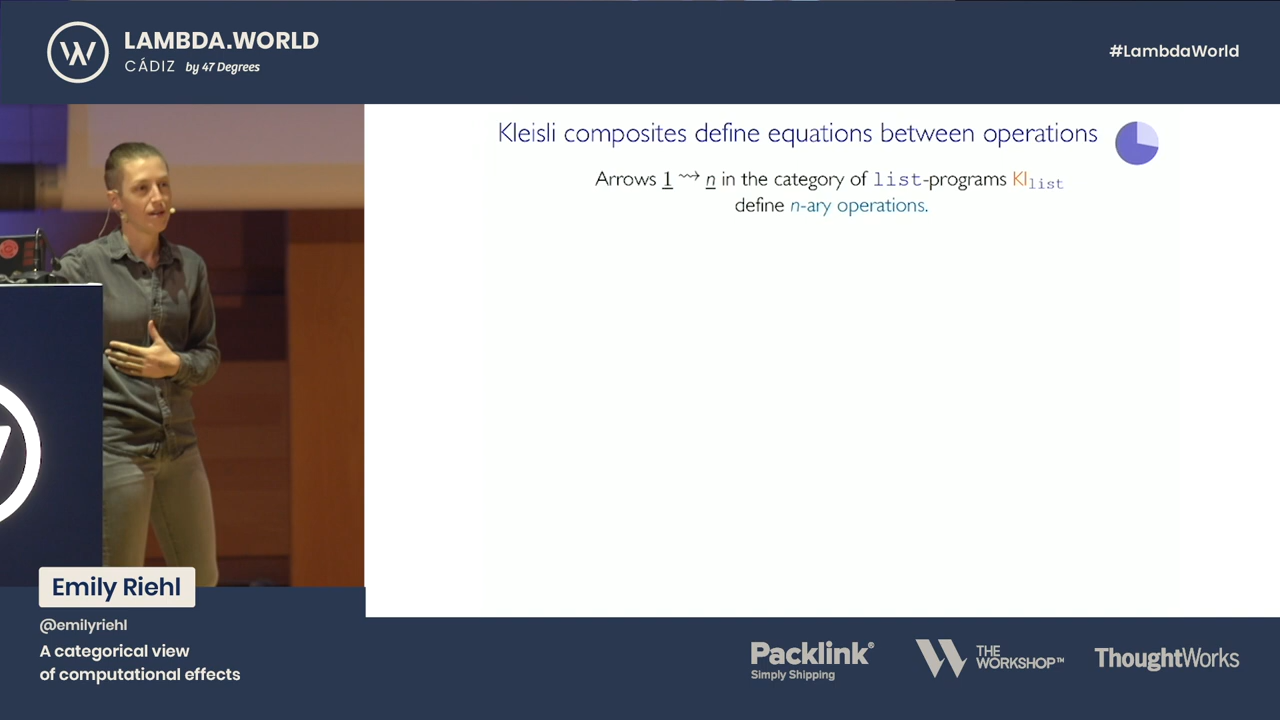 LAMBDA.WORLD
CÁDIZ by 47 Degrees
#LambdaWorld
Kleisli composites define equations between operations
Arrows 1 ⇝ n in the category of list-programs Kl_list
define n-ary operations.
Emily Riehl
@emilyriehl
A categorical view
of computational effects
Packlink®
Simply Shipping
THE
WORKSHOP™
ThoughtWorks